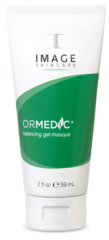 IMAGE
SKINCARE
ORMEDIC®
balancing gel masque
2 fl oz / 59 mL